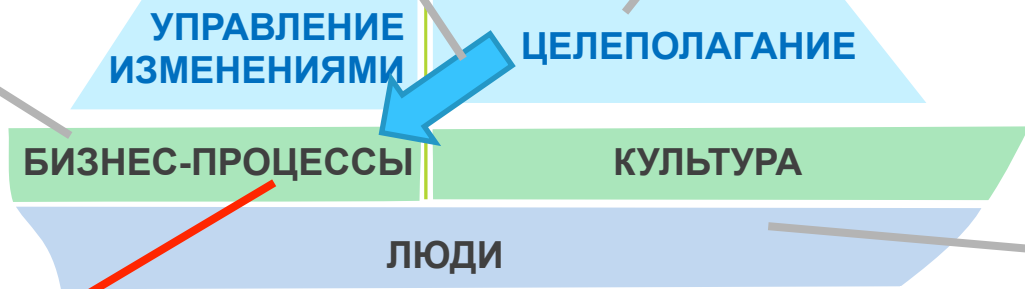 УПРАВЛЕНИЕ
ИЗМЕНЕНИЯМИ
ЦЕЛЕПОЛАГАНИЕ
БИЗНЕС-ПРОЦЕССЫ
КУЛЬТУРА
ЛЮДИ